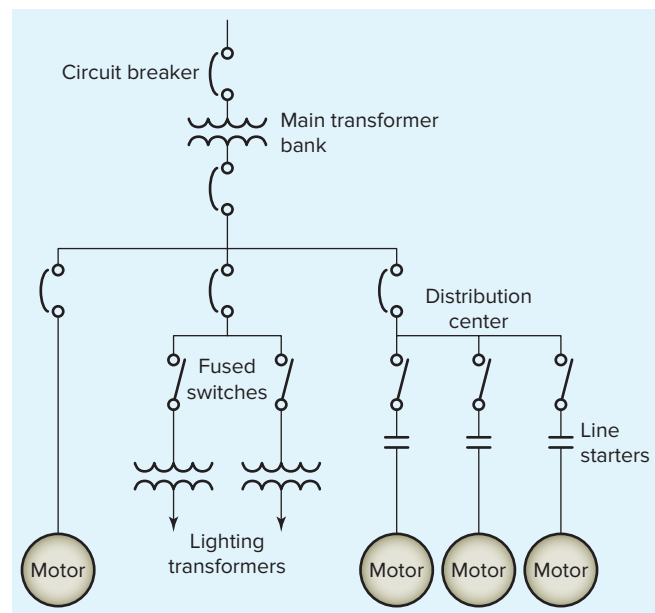 Circuit breaker
Main transformer
bank
Distribution
center
Fused
switches
Line
starters
Lighting
transformers
Motor
Motor
Motor
Motor